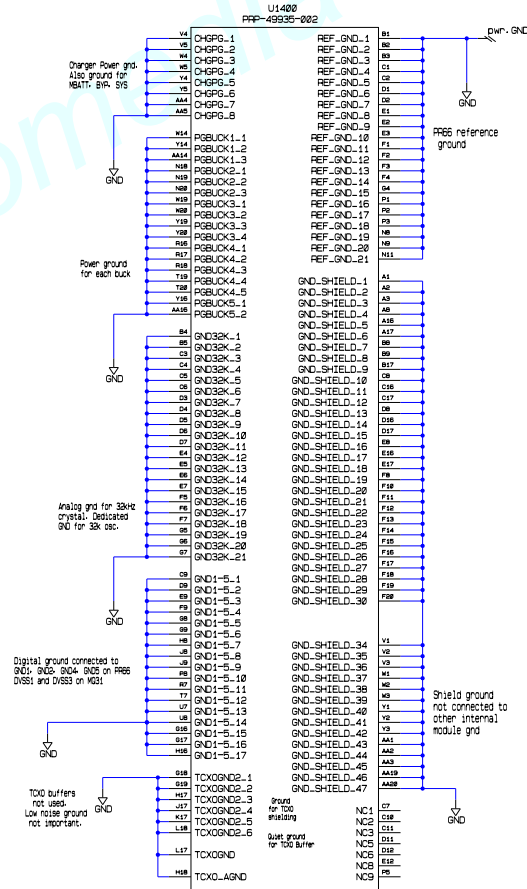 U1400
PAP-49935-002
Charger Power gnd.
Also ground for
MBATT, BYP, SYS
V4 CHGPG_1
V5 CHGPG_2
W4 CHGPG_3
W5 CHGPG_4
Y4 CHGPG_5
Y5 CHGPG_6
AA4 CHGPG_7
AA5 CHGPG_8
GND
W14 PGBUCK1_1
Y14 PGBUCK1_2
AA14 PGBUCK1_3
N18 PGBUCK2_1
N19 PGBUCK2_2
N20 PGBUCK2_3
W19 PGBUCK3_1
W20 PGBUCK3_2
Y19 PGBUCK3_3
Y20 PGBUCK3_4
R16 PGBUCK4_1
R17 PGBUCK4_2
R18 PGBUCK4_3
T19 PGBUCK4_4
T20 PGBUCK4_5
Y16 PGBUCK5_1
AA16 PGBUCK5_2
Power ground
for each buck
GND
B4 GND32K_1
B5 GND32K_2
C3 GND32K_3
C4 GND32K_4
C5 GND32K_5
C6 GND32K_6
D3 GND32K_7
D4 GND32K_8
D5 GND32K_9
D6 GND32K_10
D7 GND32K_11
E4 GND32K_12
E5 GND32K_13
E6 GND32K_14
E7 GND32K_15
F5 GND32K_16
F6 GND32K_17
F7 GND32K_18
G5 GND32K_19
G6 GND32K_20
G7 GND32K_21
Analog gnd for 32kHz
crystal. Dedicated
GND for 32k osc.
GND
C9 GND1-5_1
D9 GND1-5_2
E9 GND1-5_3
F9 GND1-5_4
G8 GND1-5_5
G9 GND1-5_6
H8 GND1-5_7
J8 GND1-5_8
J9 GND1-5_9
P8 GND1-5_10
R7 GND1-5_11
T7 GND1-5_12
U7 GND1-5_13
U8 GND1-5_14
G16 GND1-5_15
G17 GND1-5_16
H16 GND1-5_17
Digital ground connected to
GND1, GND2, GND4, GND5 on PR66
DVSS1 and DVSS3 on MG31
GND
G18 TCXOGND2_1
G19 TCXOGND2_2
H17 TCXOGND2_3
J17 TCXOGND2_4
K17 TCXOGND2_5
L18 TCXOGND2_6
L17 TCXOGND
H18 TCXO_AGND
TCXO buffers
not used.
Low noise ground
not important.
GND
REF_GND_1 B1
REF_GND_2 B2
REF_GND_3 B3
REF_GND_4 C1
REF_GND_5 C2
REF_GND_6 D1
REF_GND_7 D2
REF_GND_8 E1
REF_GND_9 E2
REF_GND_10 E3
REF_GND_11 F1
REF_GND_12 F2
REF_GND_13 F3
REF_GND_14 F4
REF_GND_15 G4
REF_GND_16 P1
REF_GND_17 P2
REF_GND_18 P3
REF_GND_19 N8
REF_GND_20 N9
REF_GND_21 N11
pwr. GND
GND
PR66 reference
ground
GND_SHIELD_1 A1
GND_SHIELD_2 A2
GND_SHIELD_3 A3
GND_SHIELD_4 A8
GND_SHIELD_5 A16
GND_SHIELD_6 A17
GND_SHIELD_7 B8
GND_SHIELD_8 B9
GND_SHIELD_9 B17
GND_SHIELD_10 C8
GND_SHIELD_11 C16
GND_SHIELD_12 C17
GND_SHIELD_13 D8
GND_SHIELD_14 D16
GND_SHIELD_15 D17
GND_SHIELD_16 E8
GND_SHIELD_17 E16
GND_SHIELD_18 E17
GND_SHIELD_19 F8
GND_SHIELD_20 F10
GND_SHIELD_21 F11
GND_SHIELD_22 F12
GND_SHIELD_23 F13
GND_SHIELD_24 F14
GND_SHIELD_25 F15
GND_SHIELD_26 F16
GND_SHIELD_27 F17
GND_SHIELD_28 F18
GND_SHIELD_29 F19
GND_SHIELD_30 F20
GND_SHIELD_34 V1
GND_SHIELD_35 V2
GND_SHIELD_36 V3
GND_SHIELD_37 W1
GND_SHIELD_38 W2
GND_SHIELD_39 W3
GND_SHIELD_40 Y1
GND_SHIELD_41 Y2
GND_SHIELD_42 Y3
GND_SHIELD_43 AA1
GND_SHIELD_44 AA2
GND_SHIELD_45 AA3
GND_SHIELD_46 AA19
GND_SHIELD_47 AA20
Shield ground
not connected to
other internal
module gnd
GND
Ground
for TCXO
shielding
Quiet ground
for TCXO Buffer
NC1 C7
NC2 C10
NC3 C11
NC5 D11
NC6 D12
NC8 E12
NC9 P5